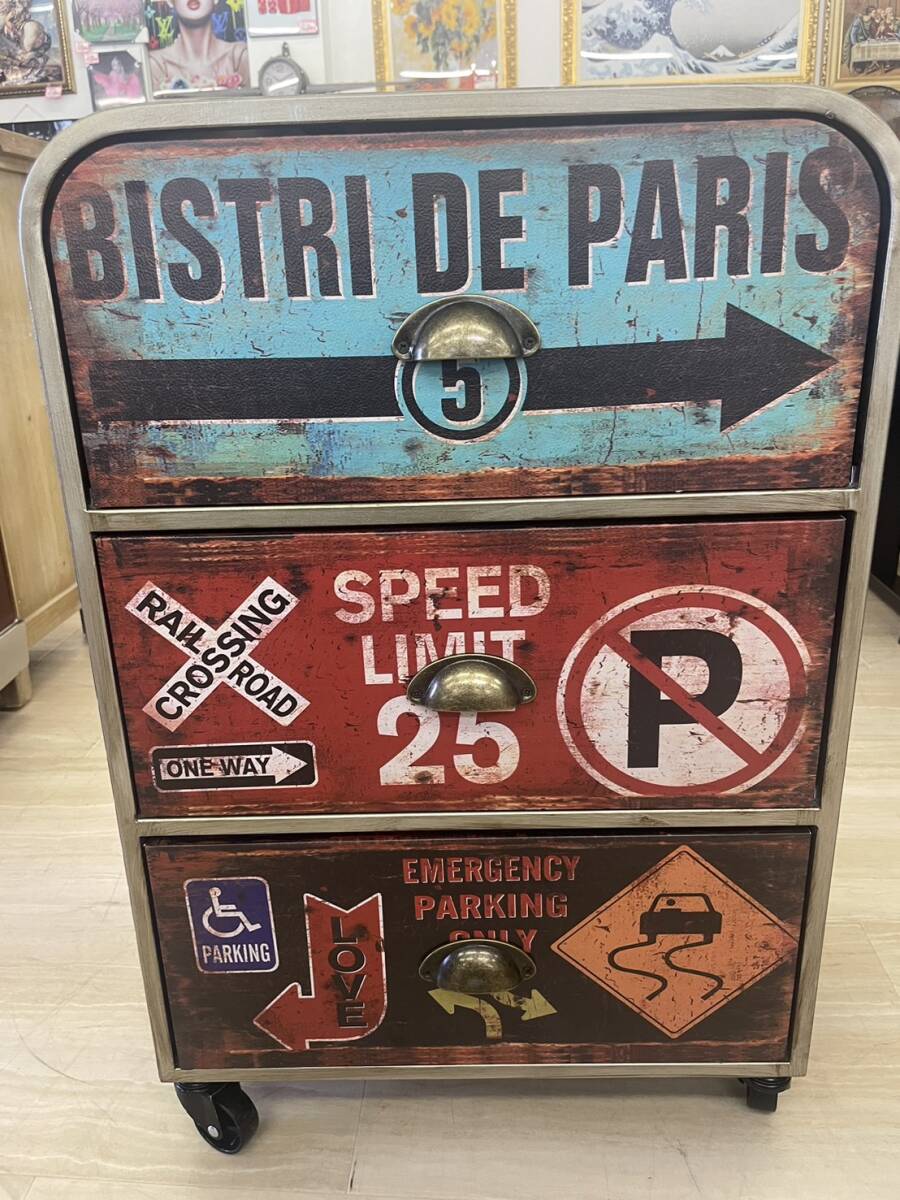 BISTRI DE PARIS
5
SPEED
LIMIT
25
RAIL ROAD
CROSSING
ONE WAY
P
EMERGENCY
PARKING
ONLY
PARKING
LOVE